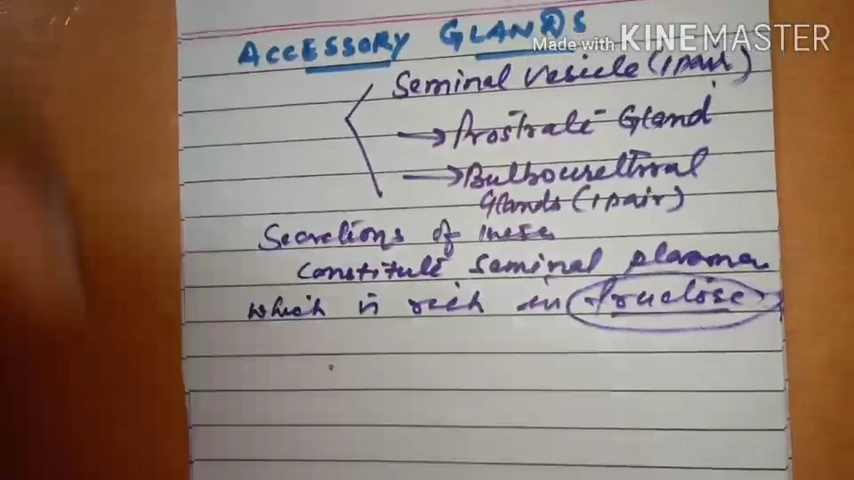 ACCESSORY GLANDS
Made with KINEMASTER
Seminal Vesicle (1 pair)
→ Prostrate Gland
→ Bulbourethral
Glands (1 pair)
Secretions of these
constitute seminal plasma
which is rich in fructose